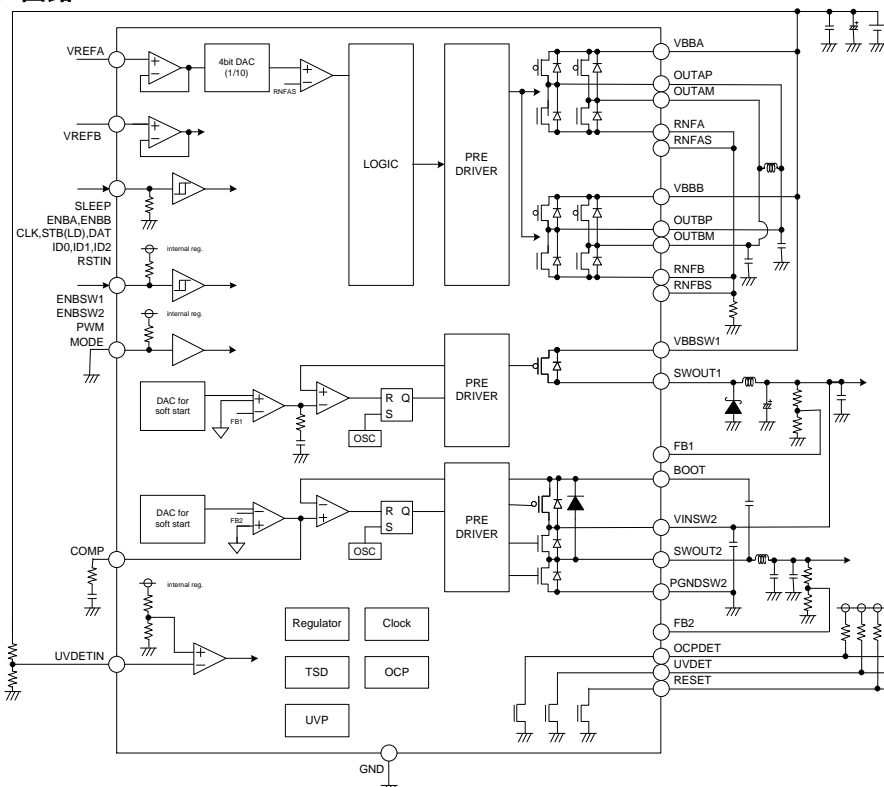 VREFA
VREFB
SLEEP
ENBA,ENBB
CLK,STB(LD),DAT
ID0,ID1,ID2
RSTIN
ENBSW1
ENBSW2
PWM
MODE
COMP
UVDETIN
4bit DAC
(1/10)
RNFAS
LOGIC
PRE
DRIVER
internal reg.
internal reg.
DAC for
soft start
FB1
R Q
S
OSC
PRE
DRIVER
DAC for
soft start
FB2
R Q
S
OSC
PRE
DRIVER
internal reg.
Regulator
Clock
TSD
OCP
UVP
GND
VBBA
OUTAP
OUTAM
RNFA
RNFAS
VBBB
OUTBP
OUTBM
RNFB
RNFBS
VBBSW1
SWOUT1
FB1
BOOT
VINSW2
SWOUT2
PGNDSW2
FB2
OCPDET
UVDET
RESET